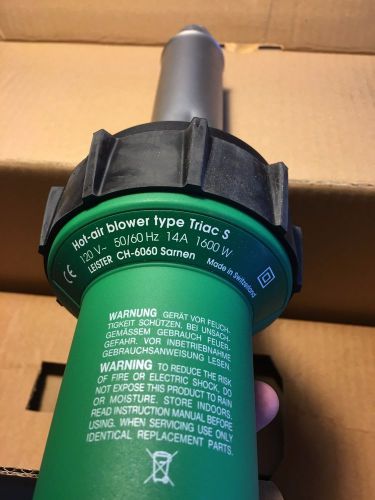 Hot-air blower type Triac S
120 V~ 50/60 Hz 14A 1600 W
LEISTER CH-6060 Sarnen Made in Switzerland
CE
WARNUNG GERÄT VOR FEUCH-
TIGKEIT SCHÜTZEN. BEI UNSACH-
GEMÄSSEM GEBRAUCH FEUER-
GEFAHR. VOR INBETRIEBNAHME
GEBRAUCHSANWEISUNG LESEN.
WARNING TO REDUCE THE RISK
OF FIRE OR ELECTRIC SHOCK, DO
NOT EXPOSE THIS PRODUCT TO RAIN
OR MOISTURE. STORE INDOORS.
READ INSTRUCTION MANUAL BEFORE
USING. WHEN SERVICING USE ONLY
IDENTICAL REPLACEMENT PARTS.